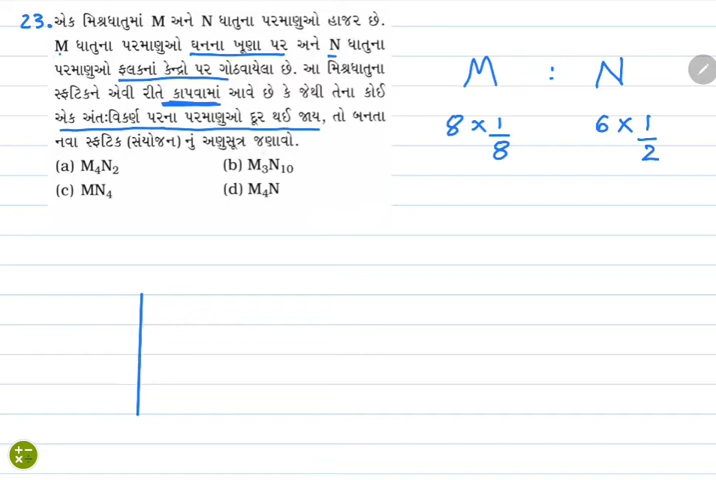 23. એક મિશ્રધાતુમાં M અને N ધાતુના પરમાણુઓ હાજર છે.
M ધાતુના પરમાણુઓ ઘનના ખૂણા પર અને N ધાતુના
પરમાણુઓ ફલકનાં કેન્દ્રો પર ગોઠવાયેલા છે. આ મિશ્રધાતુના
સ્ફટિકને એવી રીતે કાપવામાં આવે છે કે જેથી તેના કોઈ
એક અંતઃવિકર્ણ પરના પરમાણુઓ દૂર થઈ જાય, તો બનતા
નવા સ્ફટિક (સંયોજન) નું અણુસૂત્ર જણાવો.
(a) M₄N₂ (b) M₃N₁₀
(c) MN₄ (d) M₄N
M : N
8 × 1/8 6 × 1/2